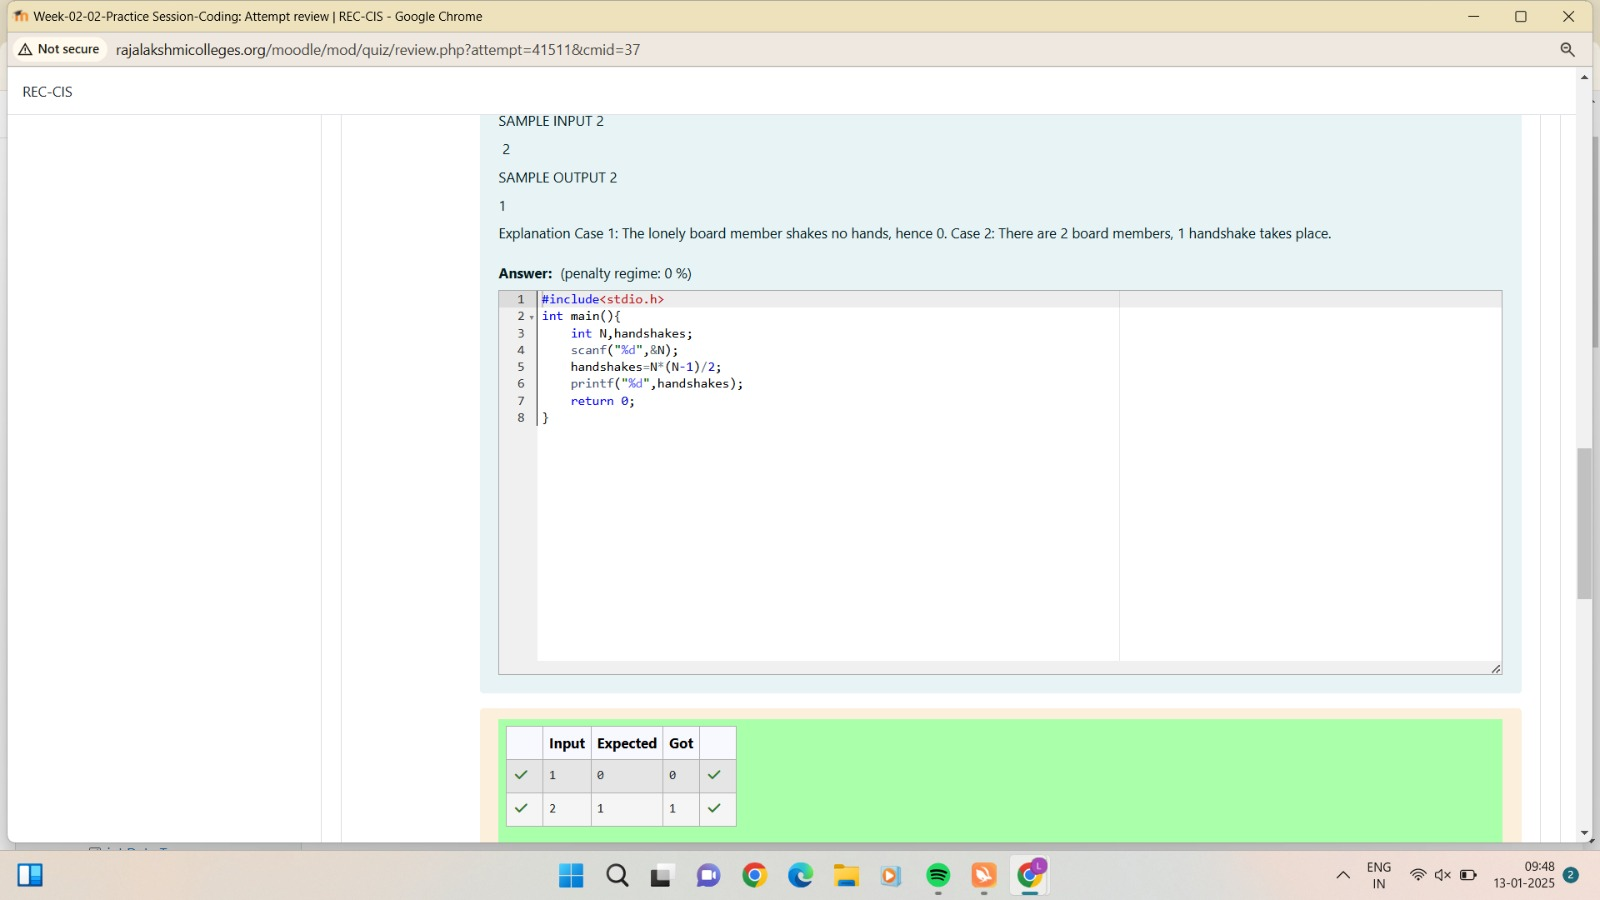 Week-02-02-Practice Session-Coding: Attempt review | REC-CIS - Google Chrome
Not secure rajalakshmicolleges.org/moodle/mod/quiz/review.php?attempt=41511&cmid=37
REC-CIS
SAMPLE INPUT 2
2
SAMPLE OUTPUT 2
1
Explanation Case 1: The lonely board member shakes no hands, hence 0. Case 2: There are 2 board members, 1 handshake takes place.
Answer: (penalty regime: 0 %)
1 #include<stdio.h>
2 int main(){
3 int N,handshakes;
4 scanf("%d",&N);
5 handshakes=N*(N-1)/2;
6 printf("%d",handshakes);
7 return 0;
8 }
Input Expected Got
1 0 0
2 1 1
L
ENG
IN
09:48
13-01-2025
2